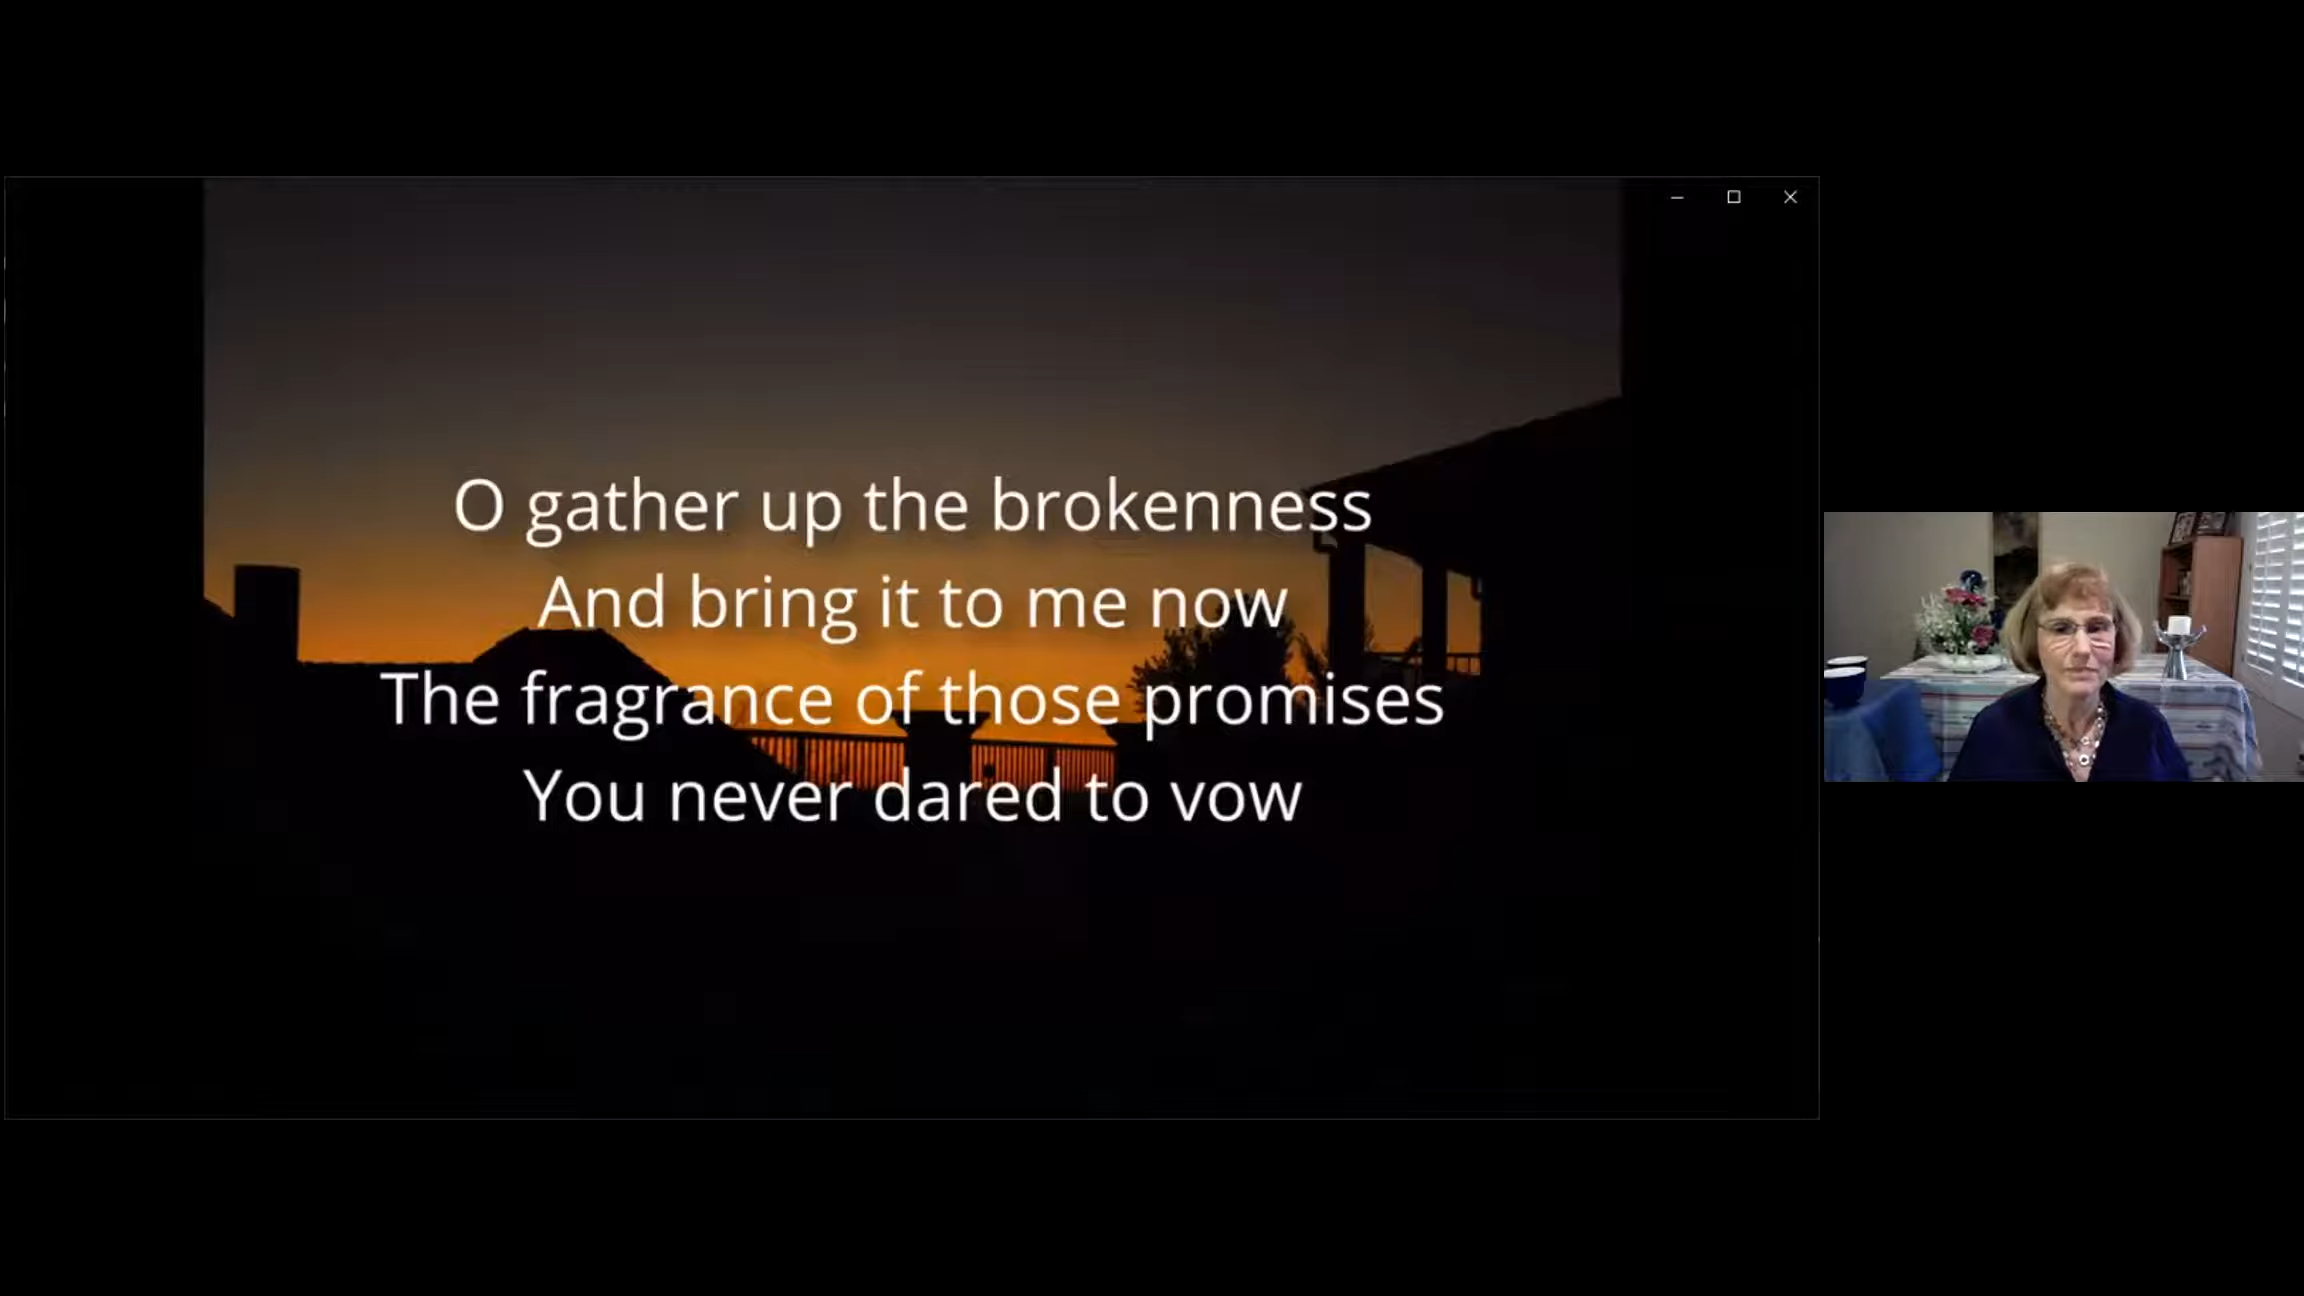 O gather up the brokenness
And bring it to me now
The fragrance of those promises
You never dared to vow